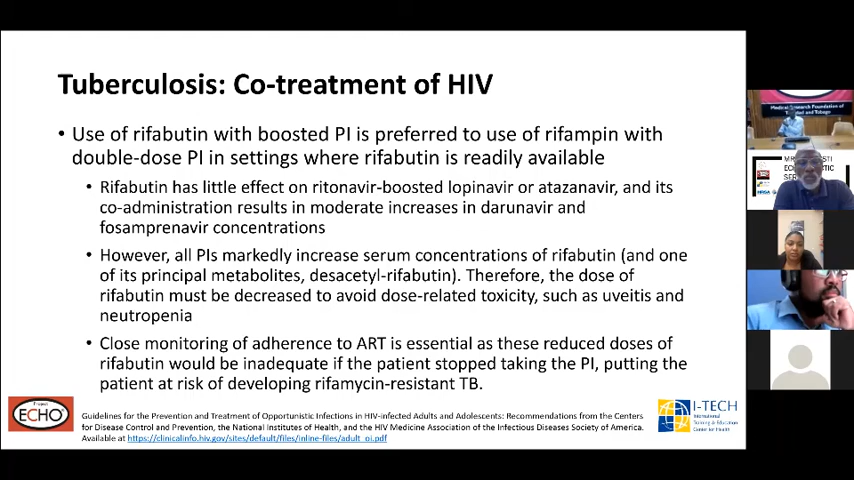 Tuberculosis: Co-treatment of HIV
• Use of rifabutin with boosted PI is preferred to use of rifampin with
double-dose PI in settings where rifabutin is readily available
• Rifabutin has little effect on ritonavir-boosted lopinavir or atazanavir, and its
co-administration results in moderate increases in darunavir and
fosamprenavir concentrations
• However, all PIs markedly increase serum concentrations of rifabutin (and one
of its principal metabolites, desacetyl-rifabutin). Therefore, the dose of
rifabutin must be decreased to avoid dose-related toxicity, such as uveitis and
neutropenia
• Close monitoring of adherence to ART is essential as these reduced doses of
rifabutin would be inadequate if the patient stopped taking the PI, putting the
patient at risk of developing rifamycin-resistant TB.
Project
ECHO
Guidelines for the Prevention and Treatment of Opportunistic Infections in HIV-infected Adults and Adolescents: Recommendations from the Centers
for Disease Control and Prevention, the National Institutes of Health, and the HIV Medicine Association of the Infectious Diseases Society of America.
Available at https://clinicalinfo.hiv.gov/sites/default/files/inline-files/adult_oi.pdf
I-TECH
International
Training & Education
Center for Health
Medical Research Foundation of
Trinidad and Tobago